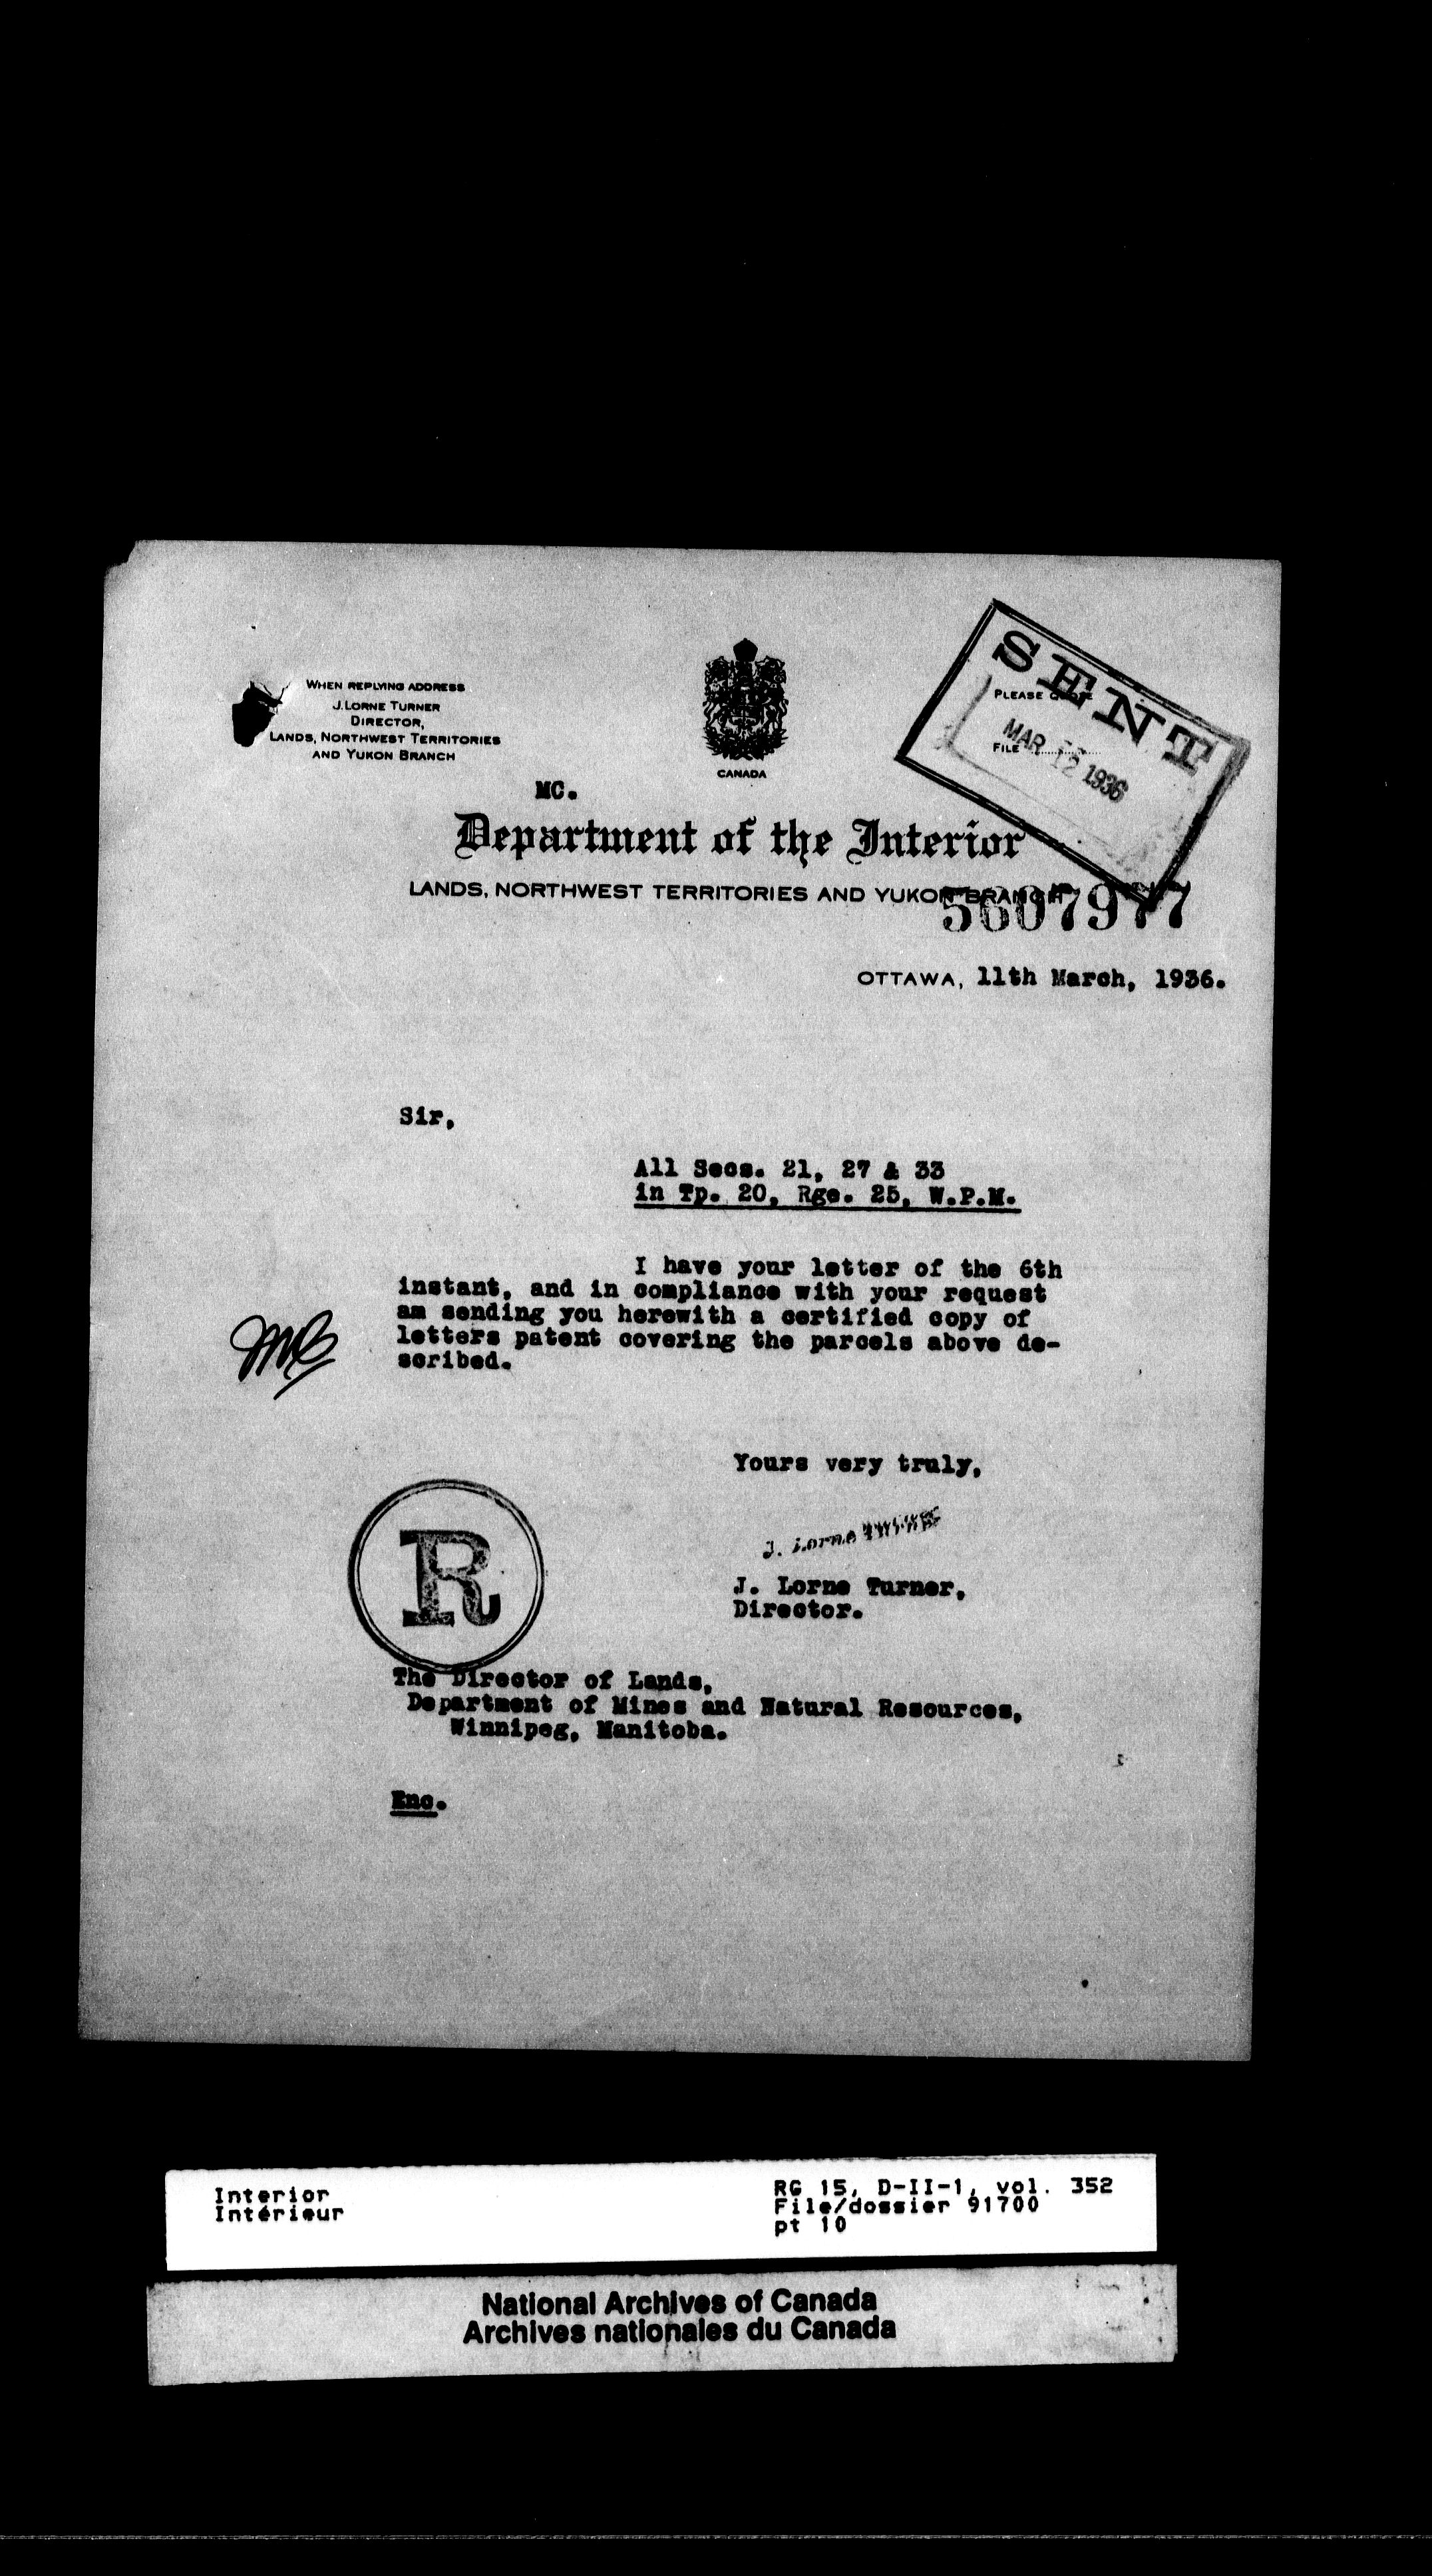 WHEN REPLYING ADDRESS
J. LORNE TURNER
DIRECTOR,
LANDS, NORTHWEST TERRITORIES
AND YUKON BRANCH
CANADA
SENT
PLEASE QUOTE
FILE
MAR 12 1936
MC.
Department of the Interior
LANDS, NORTHWEST TERRITORIES AND YUKON BRANCH
5607977
OTTAWA, 11th March, 1936.
Sir,
All Secs. 21, 27 & 33
in Tp. 20, Rge. 25, W.P.M.
I have your letter of the 6th
instant, and in compliance with your request
am sending you herewith a certified copy of
letters patent covering the parcels above de-
scribed.
Yours very truly,
J. Lorne Turner
J. Lorne Turner,
Director.
R
The Director of Lands,
Department of Mines and Natural Resources,
Winnipeg, Manitoba.
Enc.
Interior
Intérieur
RG 15, D-II-1, vol. 352
File/dossier 91700
pt 10
National Archives of Canada
Archives nationales du Canada